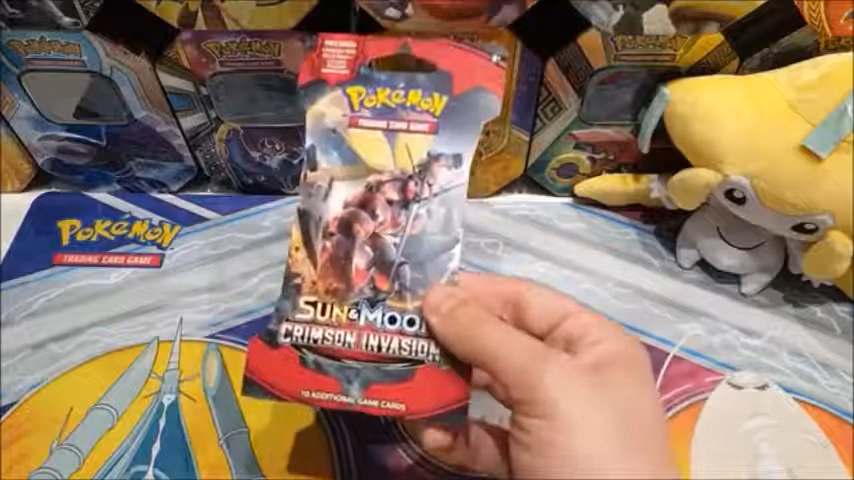 POKéMON
POKéMON
POKéMON
POKéMON
TRADING CARD GAME
POKéMON
TRADING CARD GAME
SUN & MOON
CRIMSON INVASION
10 ADDITIONAL GAME CARDS